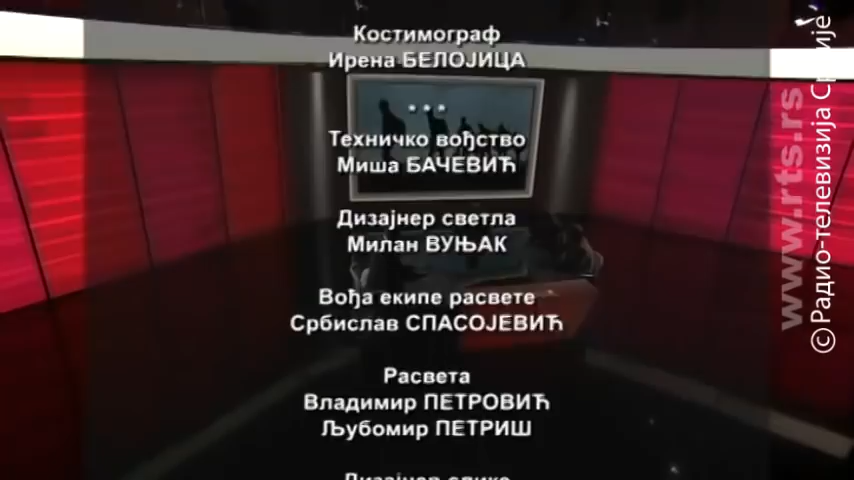 Костимограф
Ирена БЕЛОЈИЦА
...
Техничко вођство
Миша БАЧЕВИЋ
Дизајнер светла
Милан ВУЊАК
Вођа екипе расвете
Србислав СПАСОЈЕВИЋ
Расвета
Владимир ПЕТРОВИЋ
Љубомир ПЕТРИШ
Дизајнер
www.rts.rs
©Радио-телевизија